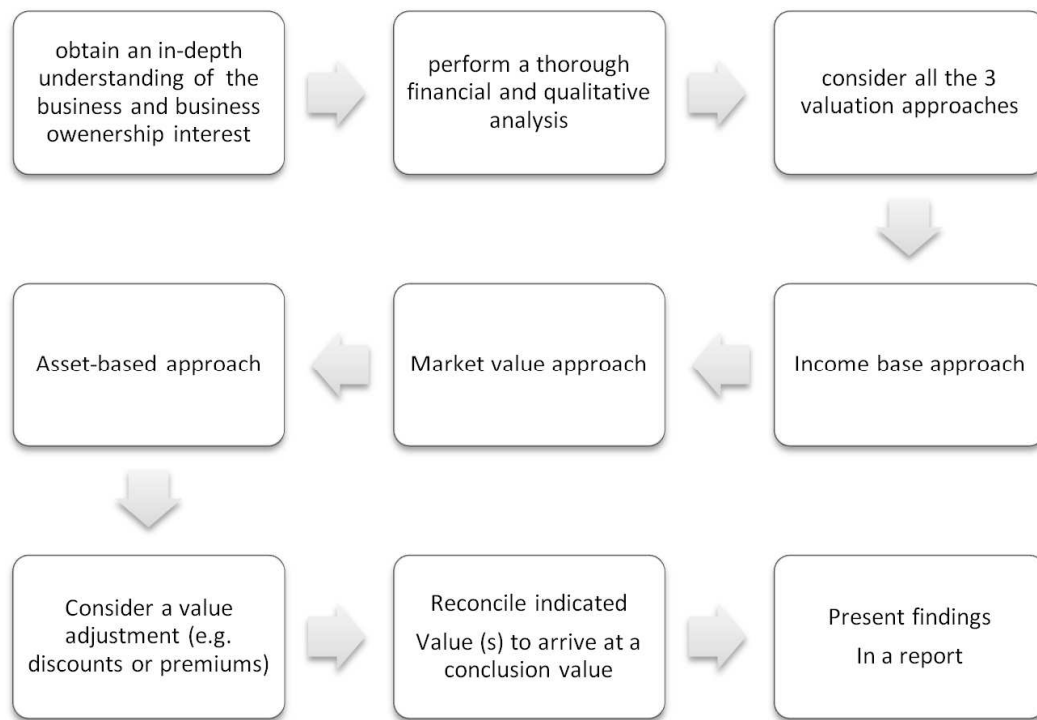 obtain an in-depth
understanding of the
business and business
owenership interest
perform a thorough
financial and qualitative
analysis
consider all the 3
valuation approaches
Income base approach
Market value approach
Asset-based approach
Consider a value
adjustment (e.g.
discounts or premiums)
Reconcile indicated
Value (s) to arrive at a
conclusion value
Present findings
In a report